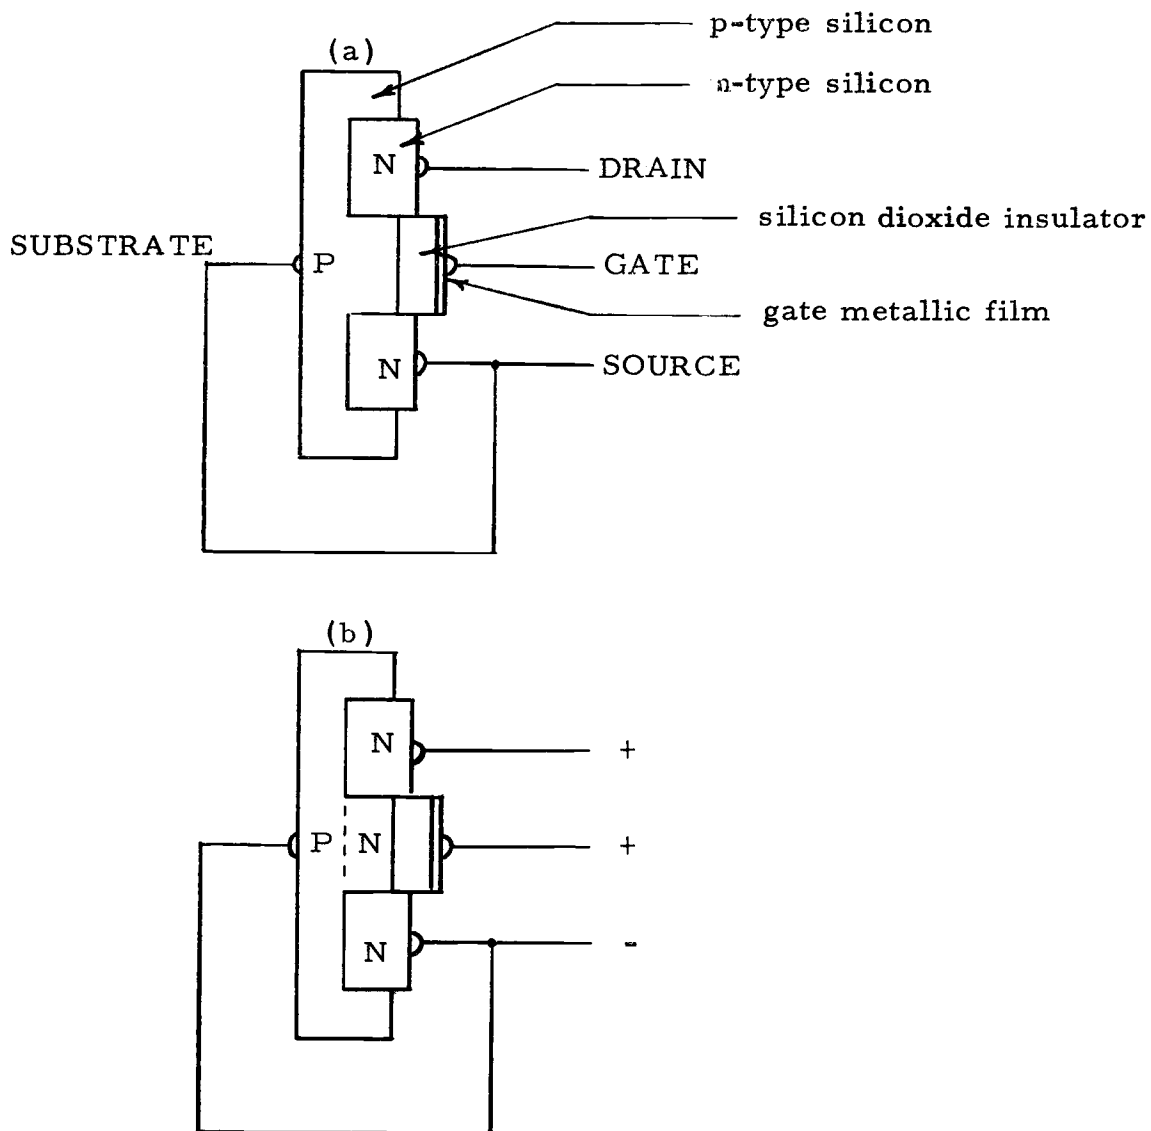 (a)
p-type silicon
n-type silicon
N
DRAIN
silicon dioxide insulator
SUBSTRATE
P
GATE
gate metallic film
N
SOURCE
(b)
N
+
P
N
+
N
-